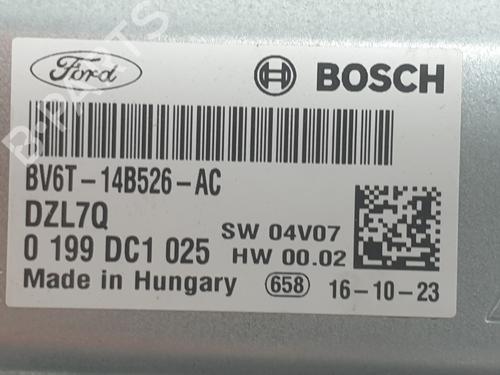 Ford
BOSCH
BV6T-14B526-AC
DZL7Q
SW 04V07
0 199 DC1 025
HW 00.02
Made in Hungary
658
16-10-23
B-PARTS